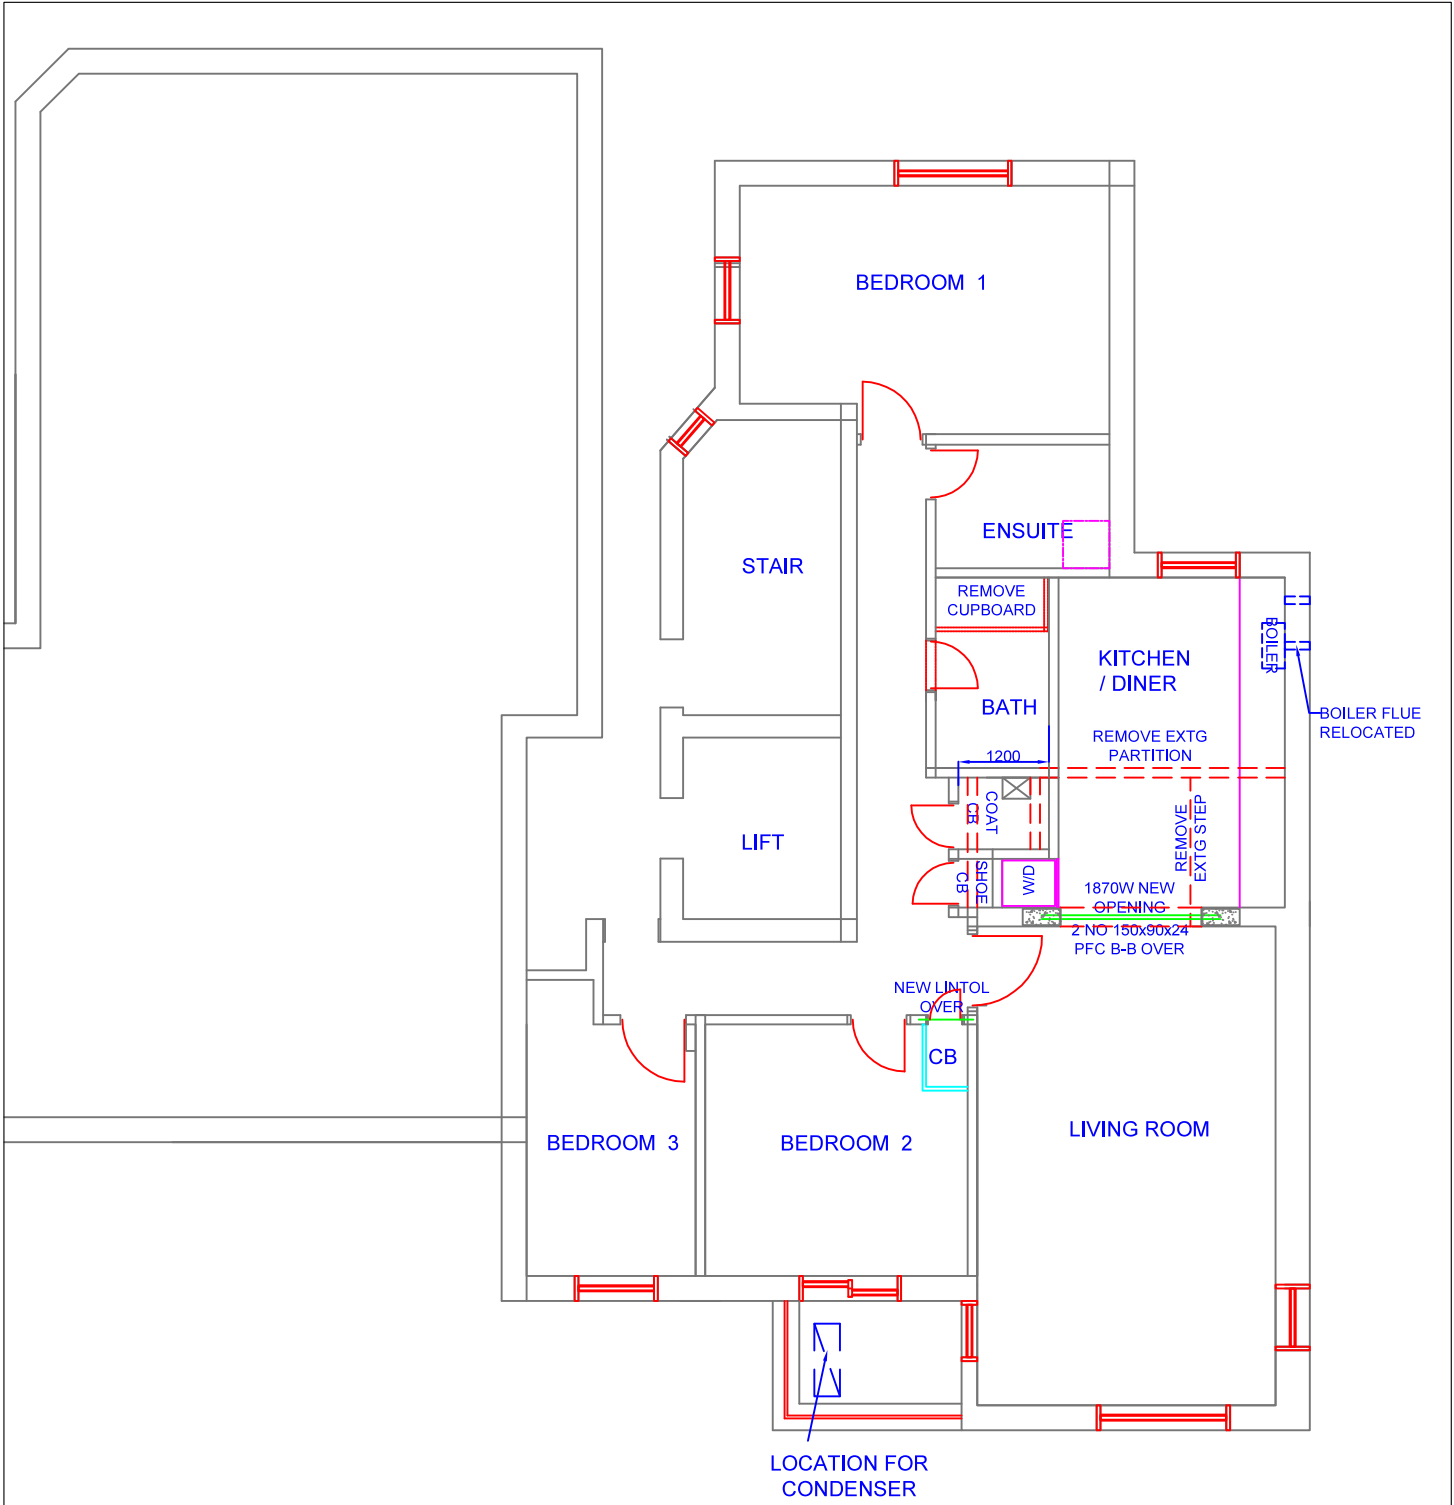 BEDROOM 1
ENSUITE
STAIR
REMOVE
CUPBOARD
BOILER
KITCHEN
/ DINER
BATH
BOILER FLUE
RELOCATED
REMOVE EXTG
PARTITION
1200
COAT
CB
REMOVE
EXTG STEP
LIFT
SHOE
CB
W/D
1870W NEW
OPENING
2 NO 150x90x24
PFC B-B OVER
NEW LINTOL
OVER
CB
LIVING ROOM
BEDROOM 3
BEDROOM 2
LOCATION FOR
CONDENSER